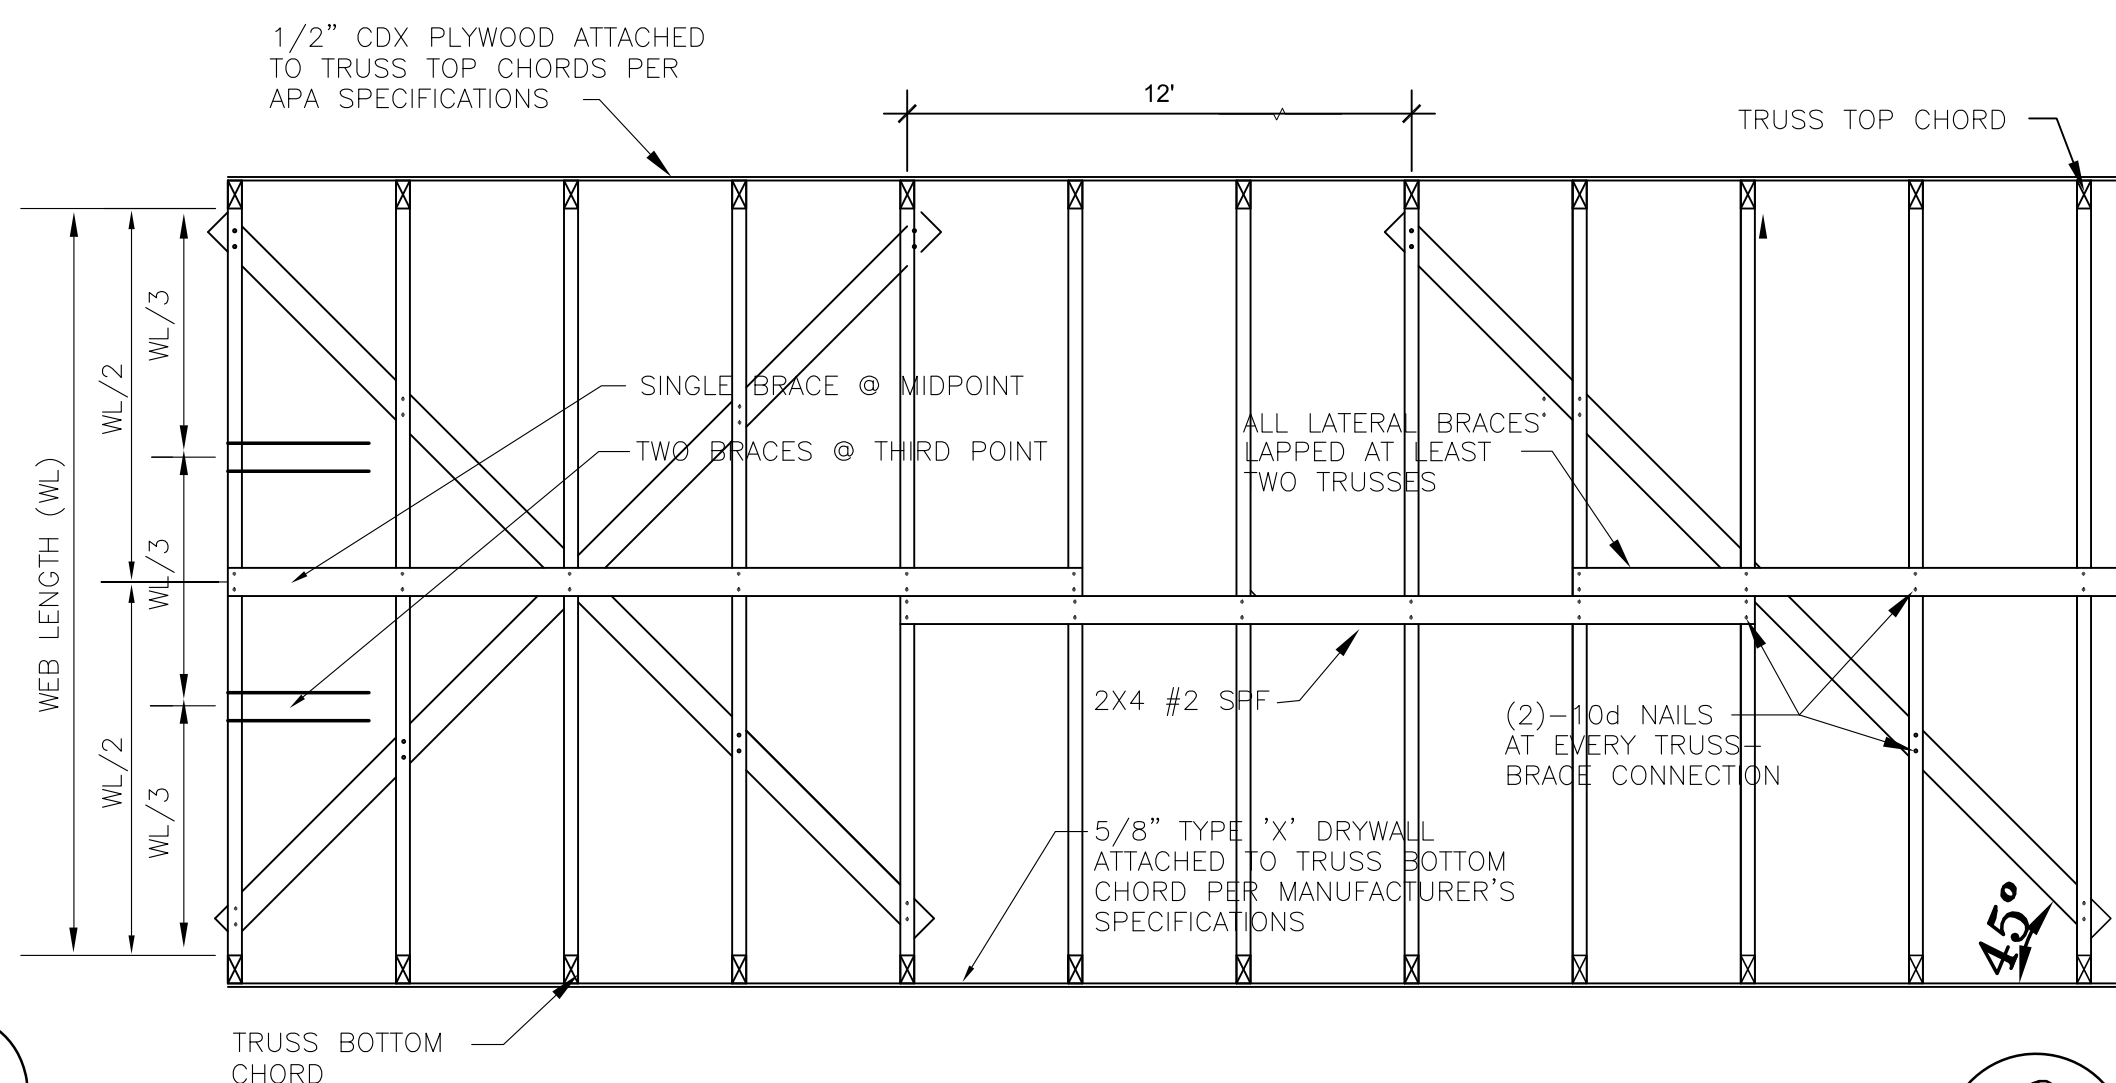 1/2” CDX PLYWOOD ATTACHED
TO TRUSS TOP CHORDS PER
APA SPECIFICATIONS
12'
TRUSS TOP CHORD
WL/3
WL/2
SINGLE BRACE @ MIDPOINT
TWO BRACES @ THIRD POINT
ALL LATERAL BRACES
LAPPED AT LEAST
TWO TRUSSES
WEB LENGTH (WL)
WL/3
2X4 #2 SPF
(2)-10d NAILS
AT EVERY TRUSS-
BRACE CONNECTION
WL/2
WL/3
5/8” TYPE 'X' DRYWALL
ATTACHED TO TRUSS BOTTOM
CHORD PER MANUFACTURER'S
SPECIFICATIONS
45°
TRUSS BOTTOM
CHORD